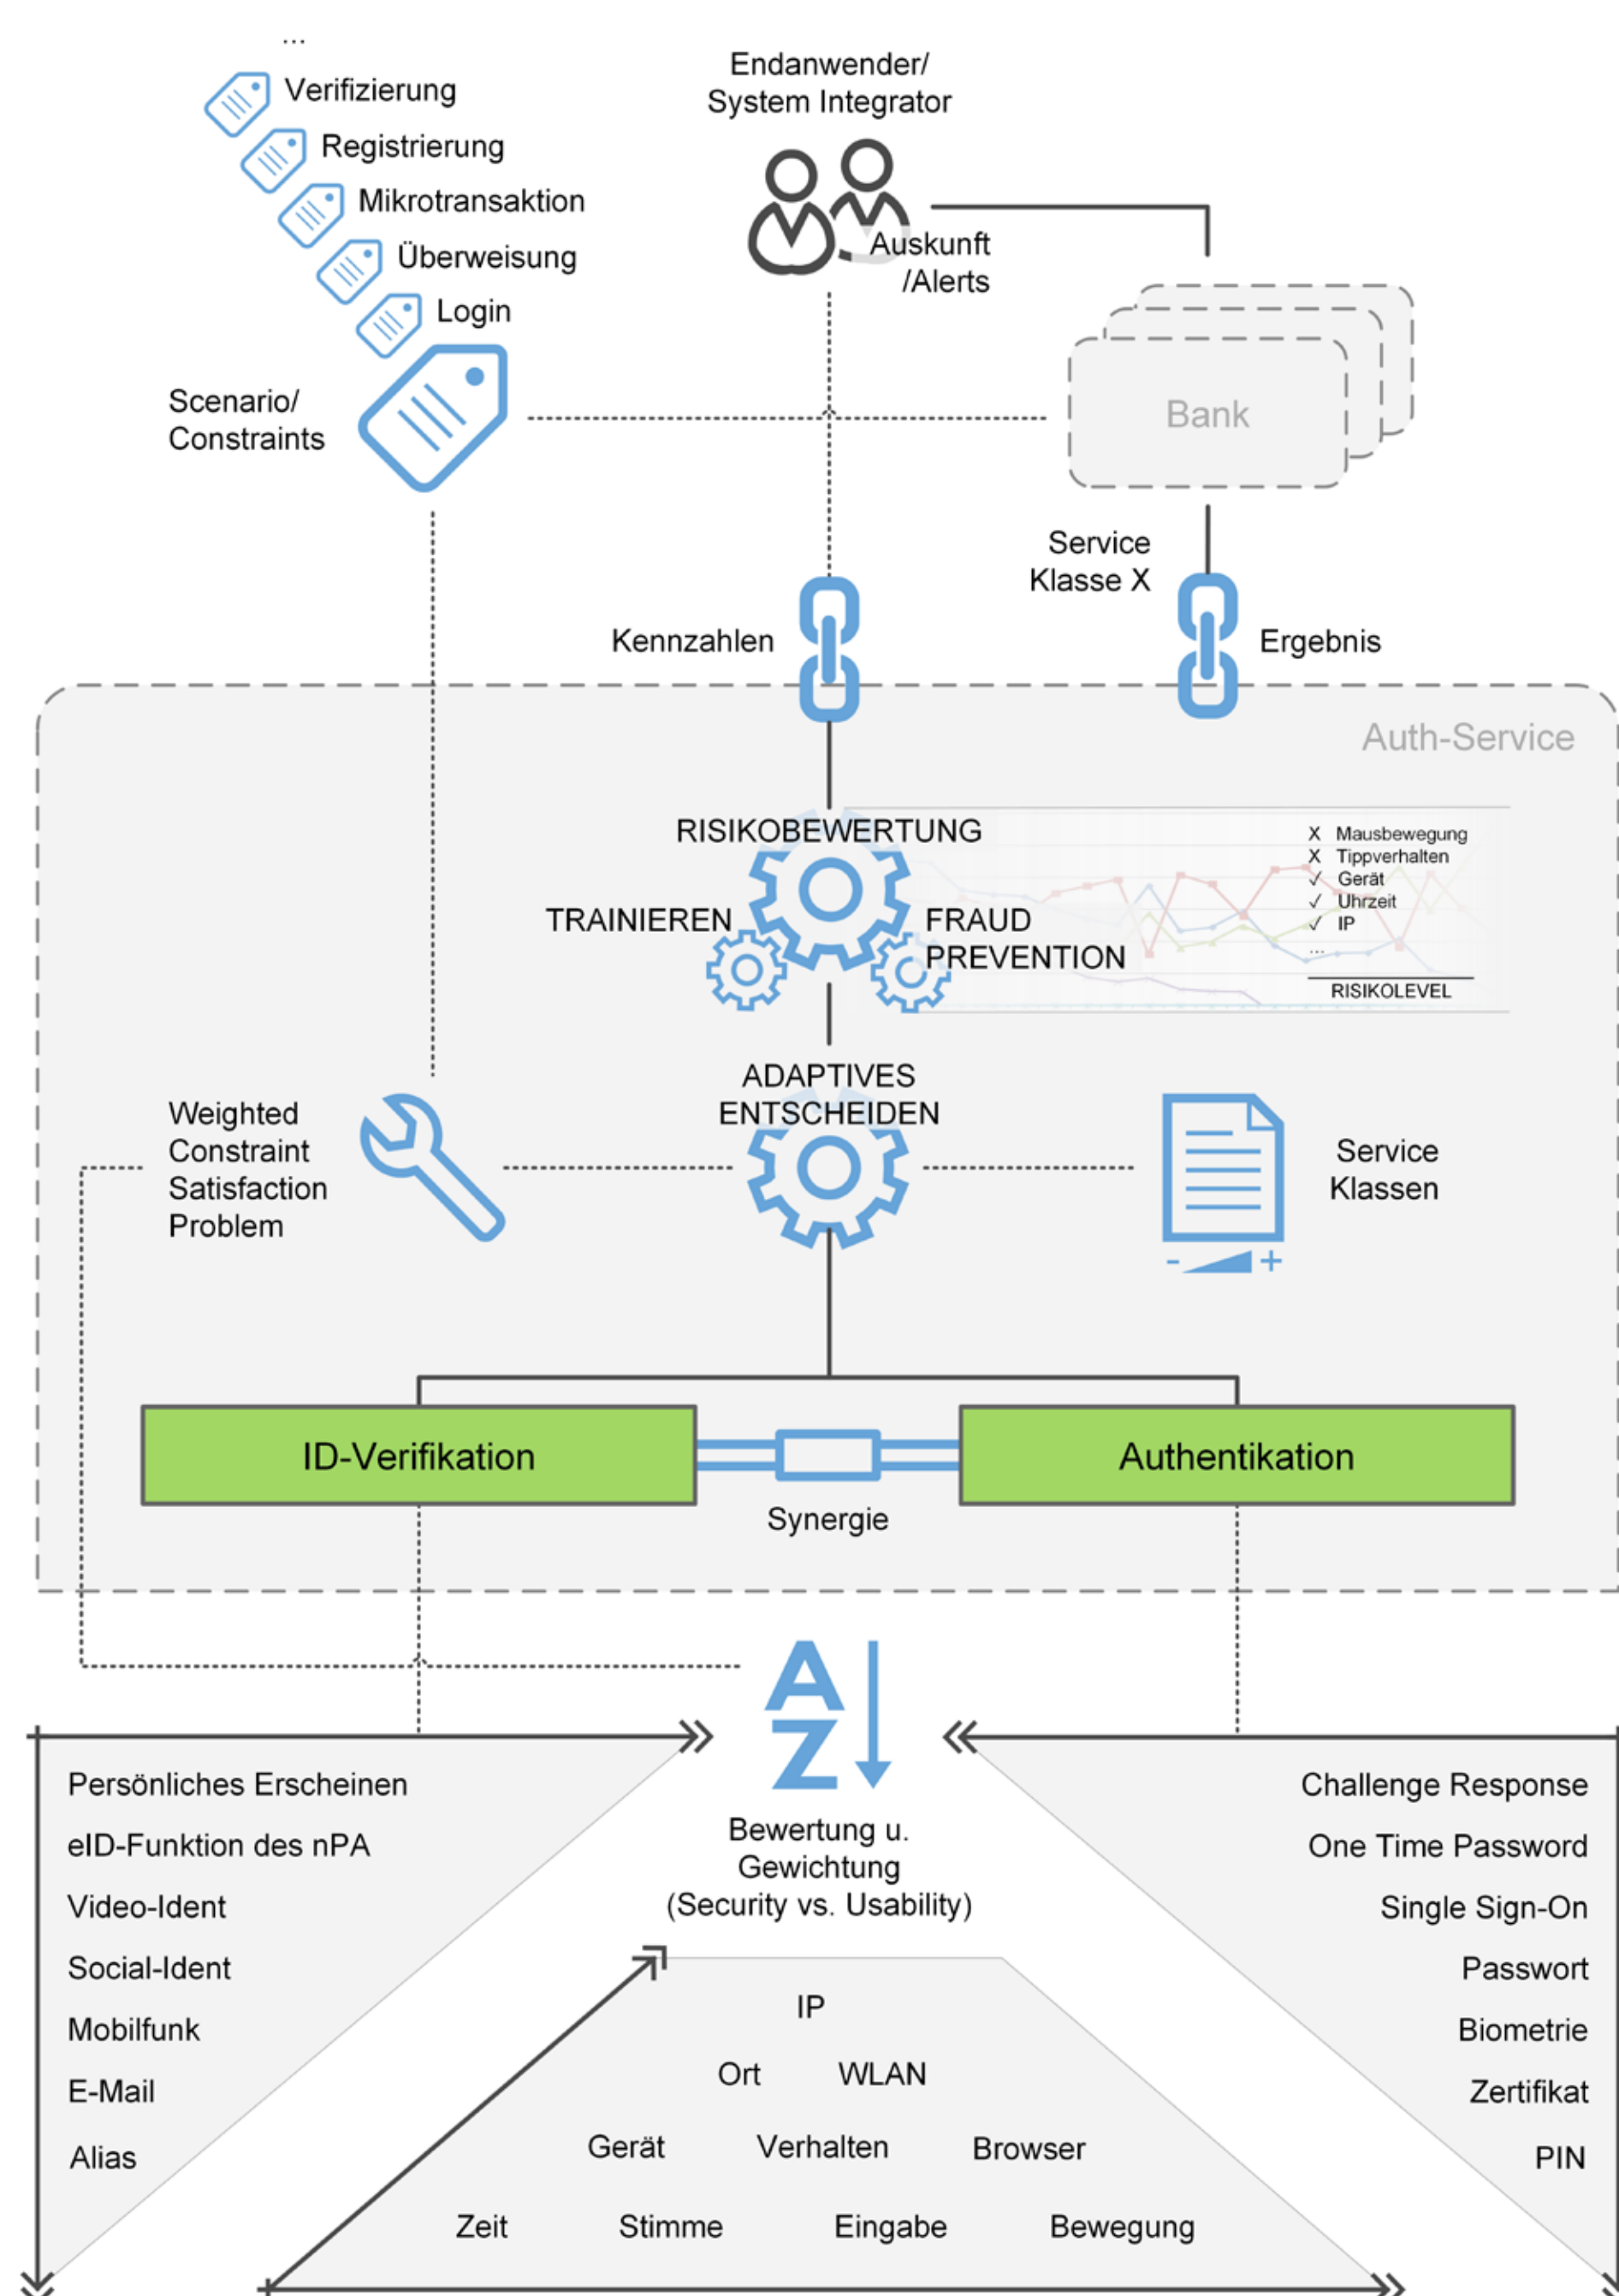 ...
Verifizierung
Registrierung
Mikrotransaktion
Überweisung
Login
Scenario/
Constraints
Endanwender/
System Integrator
Auskunft
/Alerts
Bank
Service
Klasse X
Kennzahlen
Ergebnis
Auth-Service
RISIKOBEWERTUNG
TRAINIEREN
FRAUD
PREVENTION
X Mausbewegung
X Tippverhalten
✓ Gerät
✓ Uhrzeit
✓ IP
...
RISIKOLEVEL
ADAPTIVES
ENTSCHEIDEN
Weighted
Constraint
Satisfaction
Problem
Service
Klassen
- +
ID-Verifikation
Authentikation
Synergie
A
Z
Bewertung u.
Gewichtung
(Security vs. Usability)
Persönliches Erscheinen
eID-Funktion des nPA
Video-Ident
Social-Ident
Mobilfunk
E-Mail
Alias
Challenge Response
One Time Password
Single Sign-On
Passwort
Biometrie
Zertifikat
PIN
IP
Ort WLAN
Gerät Verhalten Browser
Zeit Stimme Eingabe Bewegung